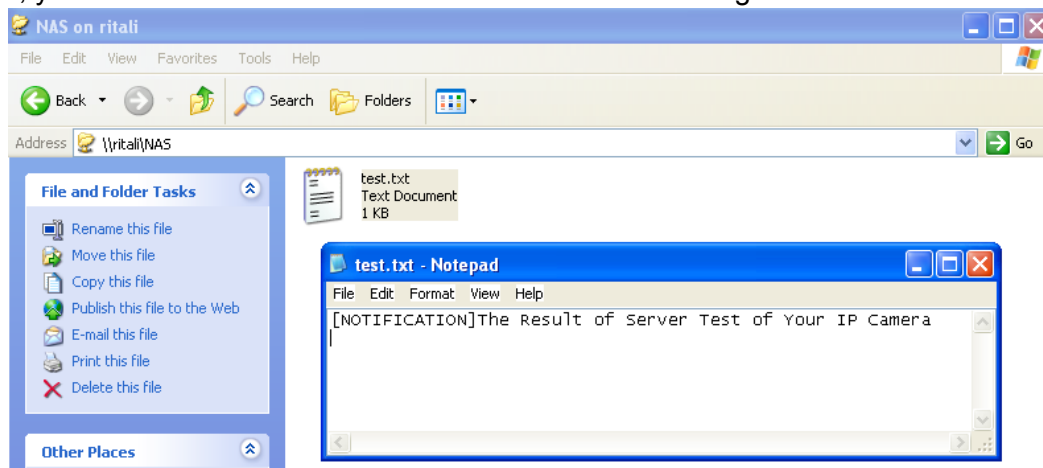 NAS on ritali
File Edit View Favorites Tools Help
Back Search Folders
Address \\ritali\NAS Go
File and Folder Tasks
Rename this file
Move this file
Copy this file
Publish this file to the Web
E-mail this file
Print this file
Delete this file
Other Places
test.txt
Text Document
1 KB
test.txt - Notepad
File Edit Format View Help
[NOTIFICATION]The Result of Server Test of Your IP Camera